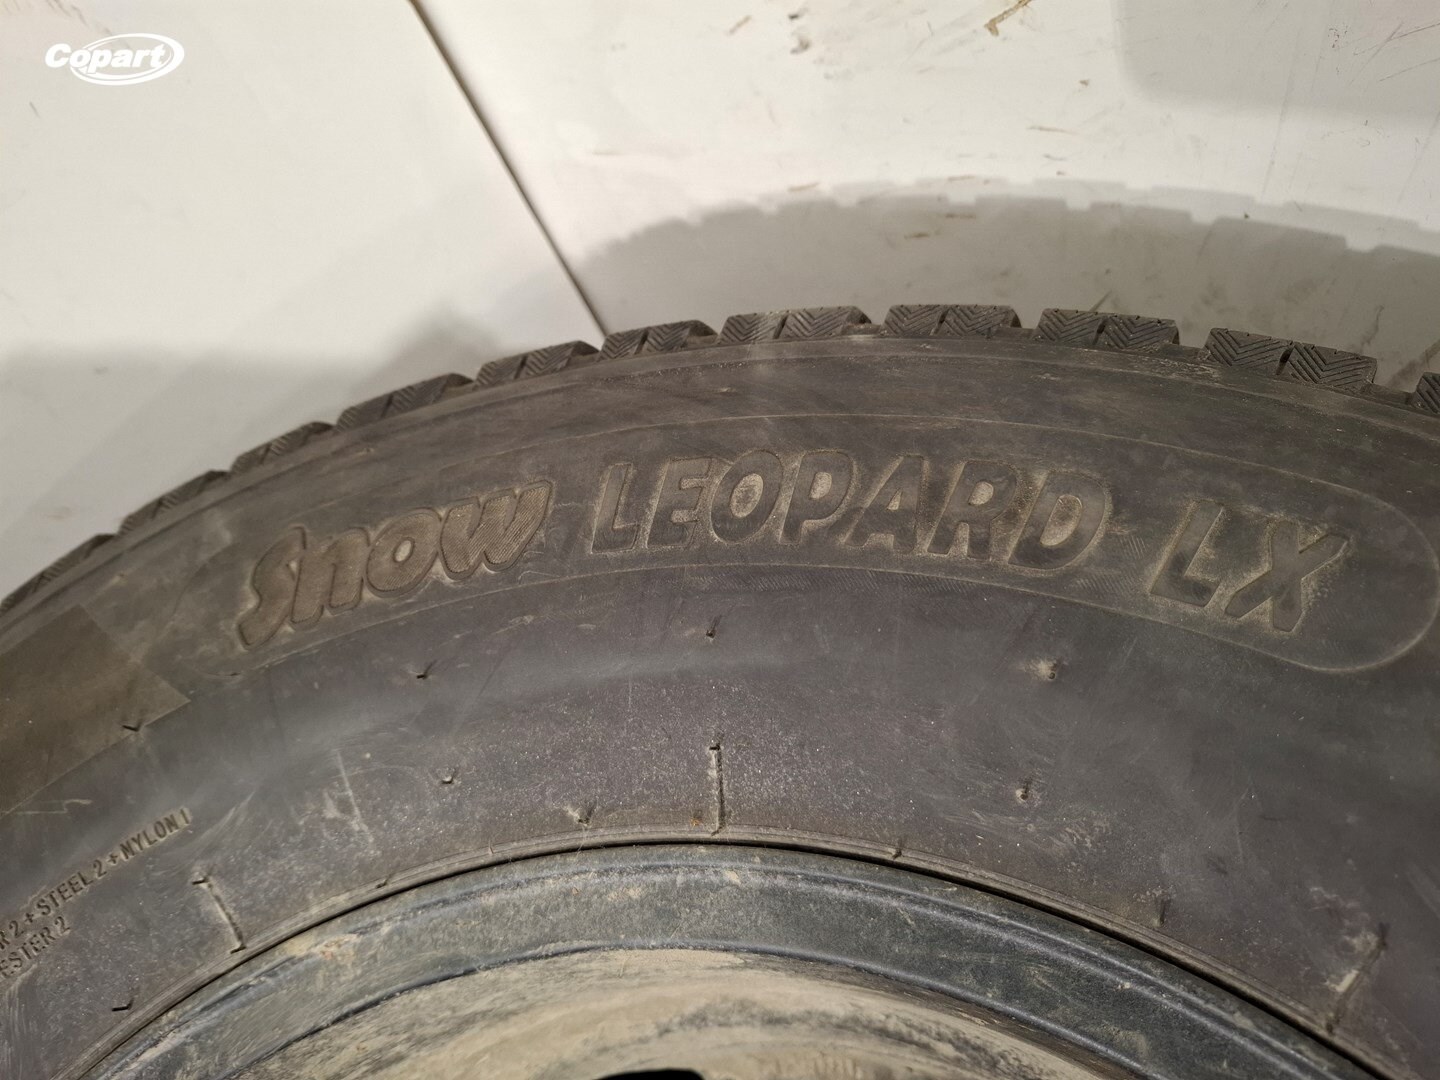 Copart
Snow LEOPARD LX
R 2 + STEEL 2 + NYLON 1
ESTER 2